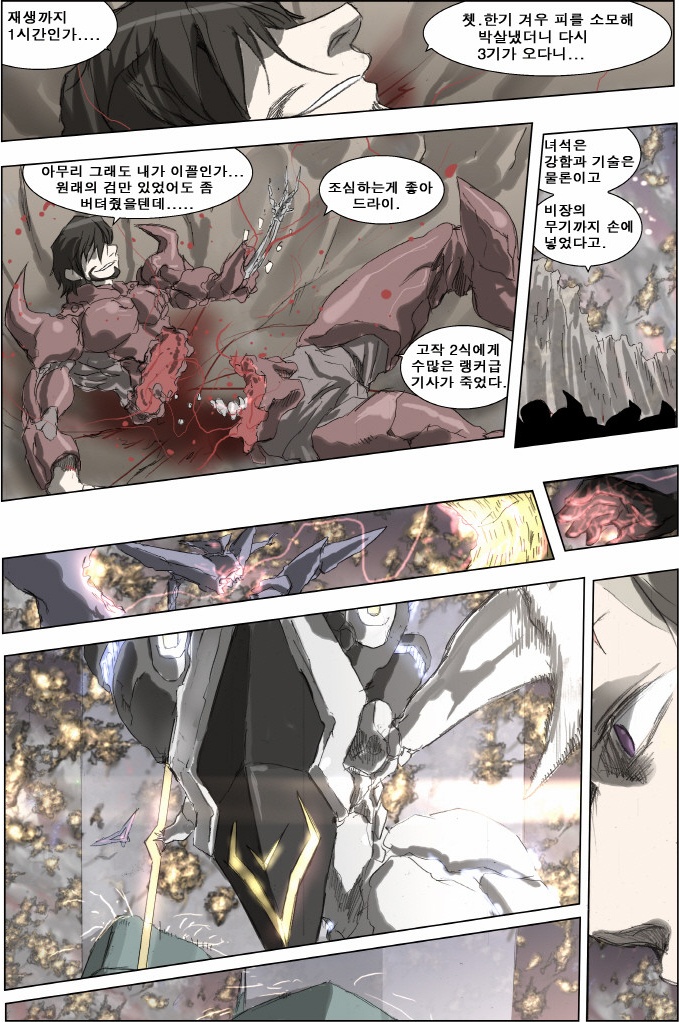 재생까지
1시간인가....
쳇.한기 겨우 피를 소모해
박살냈더니 다시
3기가 오다니...
아무리 그래도 내가 이꼴인가...
원래의 검만 있었어도 좀
버텨줬을텐데.....
조심하는게 좋아
드라이.
녀석은
강함과 기술은
물론이고
비장의
무기까지 손에
넣었다고.
고작 2식에게
수많은 랭커급
기사가 죽었다.